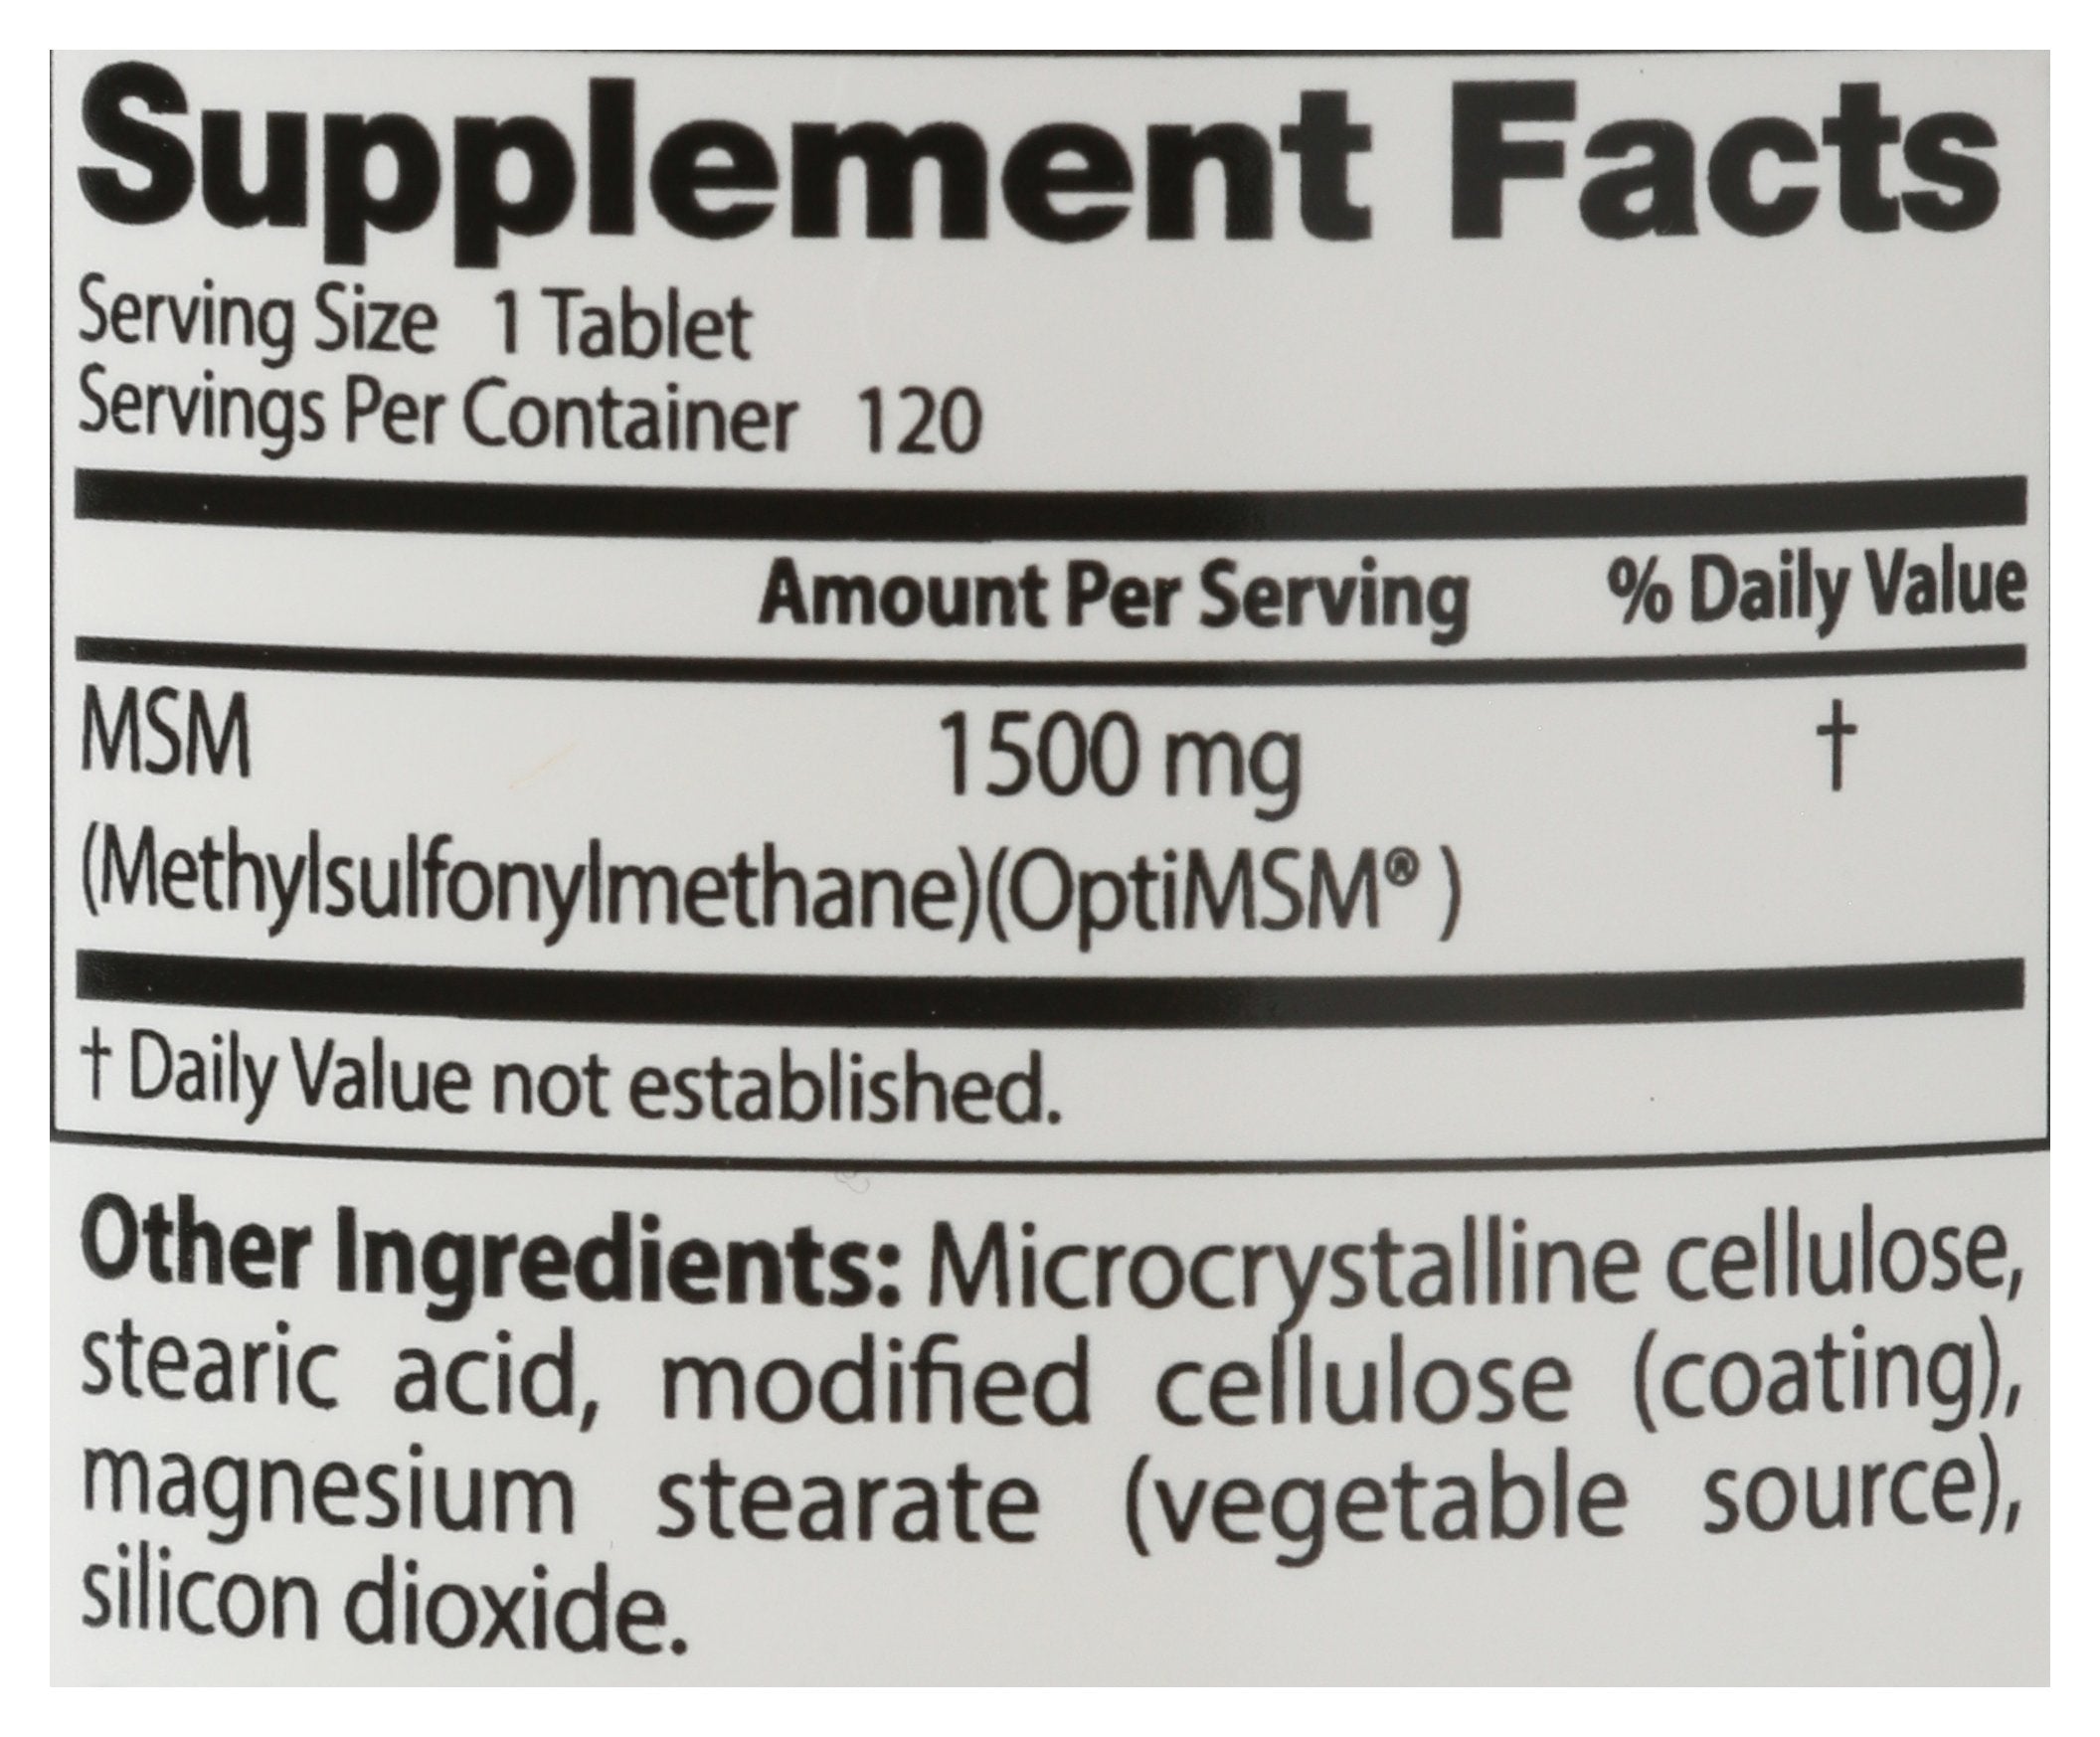 Supplement Facts
Serving Size 1 Tablet
Servings Per Container 120
Amount Per Serving % Daily Value
MSM 1500 mg †
(Methylsulfonylmethane)(OptiMSM® )
† Daily Value not established.
Other Ingredients: Microcrystalline cellulose,
stearic acid, modified cellulose (coating),
magnesium stearate (vegetable source),
silicon dioxide.